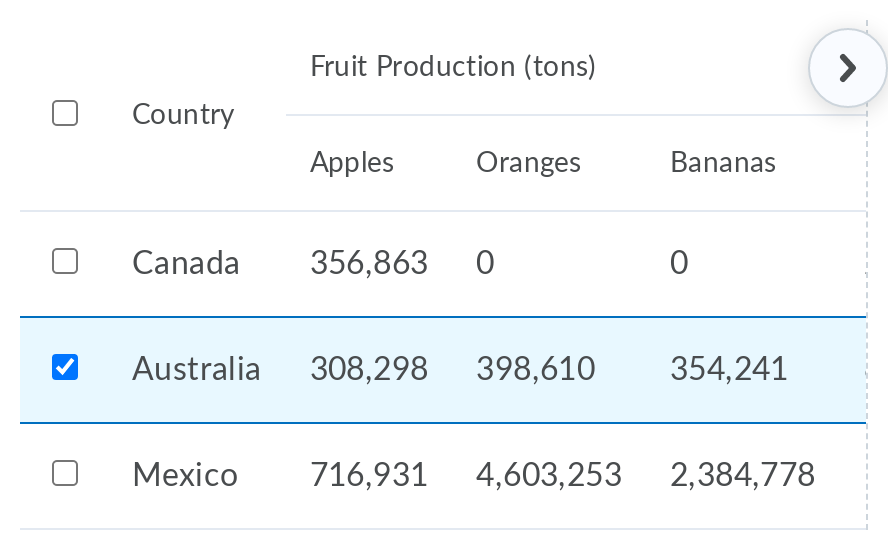 Fruit Production (tons)
Country
Apples Oranges Bananas
Canada 356,863 0 0
Australia 308,298 398,610 354,241
Mexico 716,931 4,603,253 2,384,778